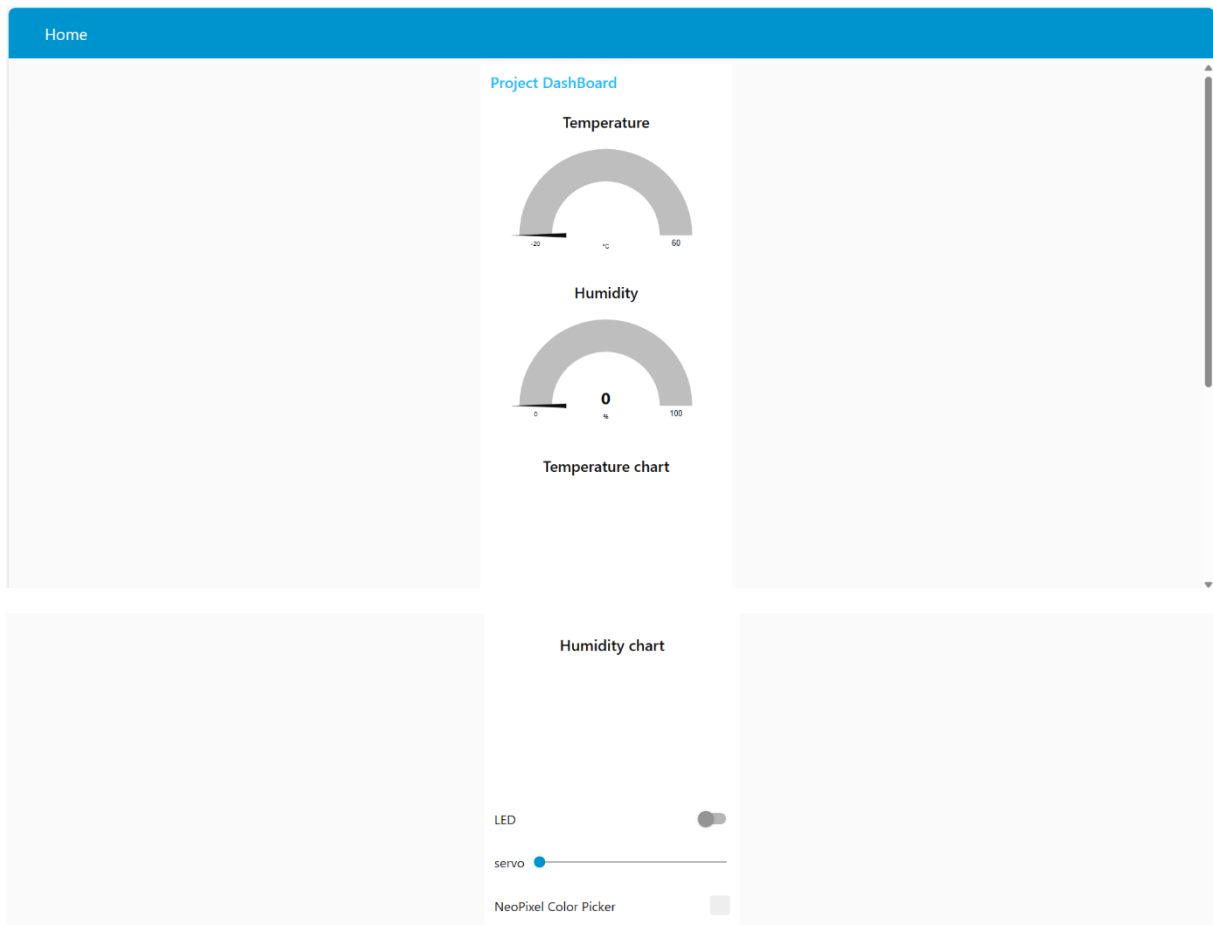 Home
Project DashBoard
Temperature
-20 °C 60
Humidity
0
0 % 100
Temperature chart
Humidity chart
LED
servo
NeoPixel Color Picker